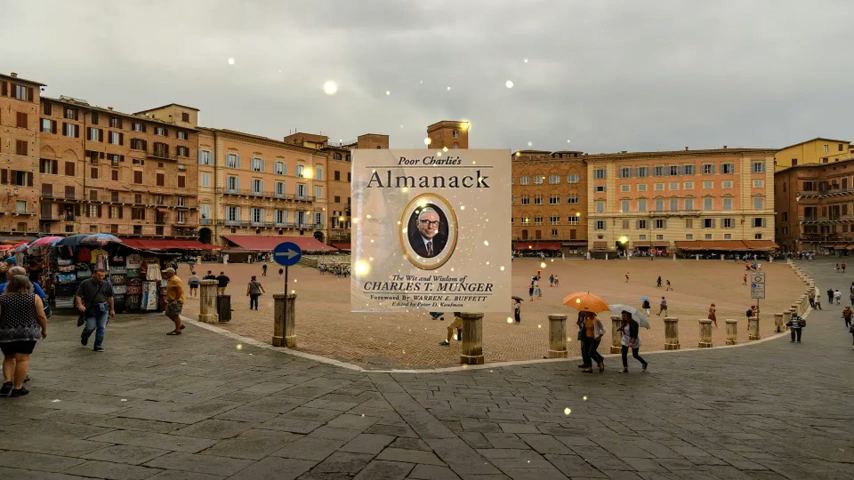 Poor Charlie's
Almanack
The Wit and Wisdom of
CHARLES T. MUNGER
Foreword By WARREN E. BUFFETT
Edited by Peter D. Kaufman